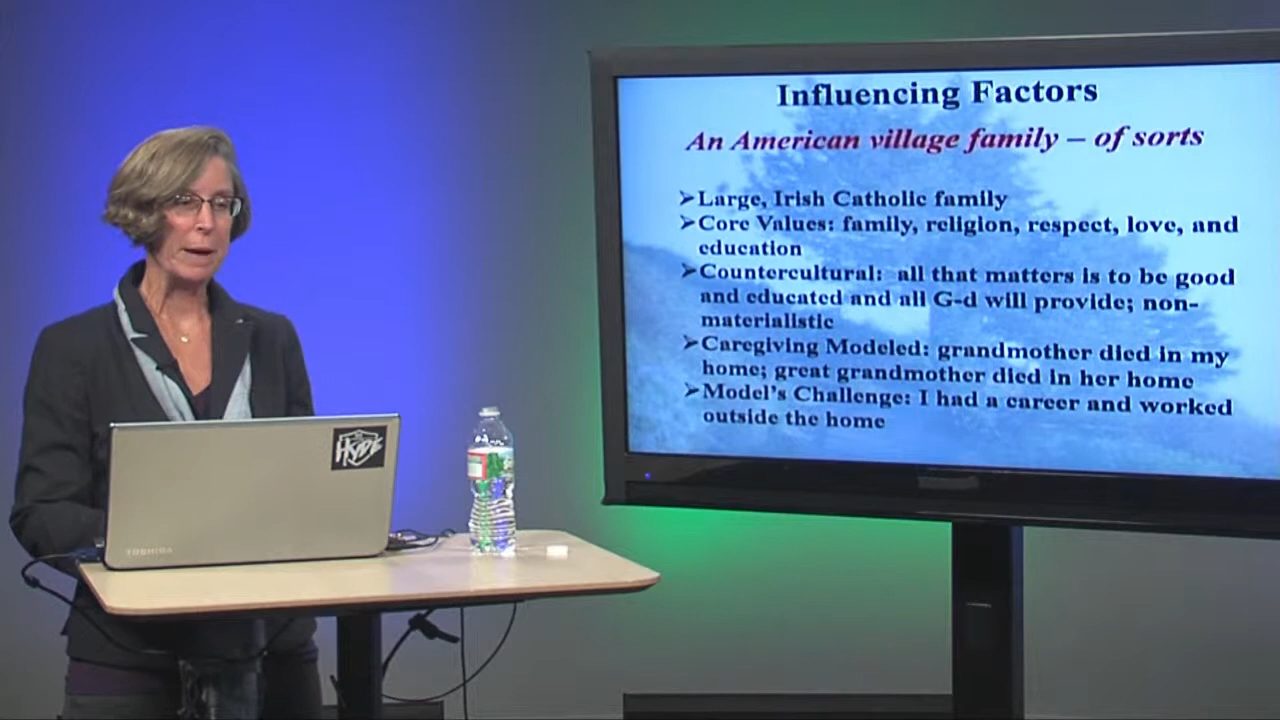 Influencing Factors
An American village family – of sorts
➢Large, Irish Catholic family
➢Core Values: family, religion, respect, love, and
education
➢Countercultural: all that matters is to be good
and educated and all G-d will provide; non-
materialistic
➢Caregiving Modeled: grandmother died in my
home; great grandmother died in her home
➢Model's Challenge: I had a career and worked
outside the home
HYDE
TOSHIBA